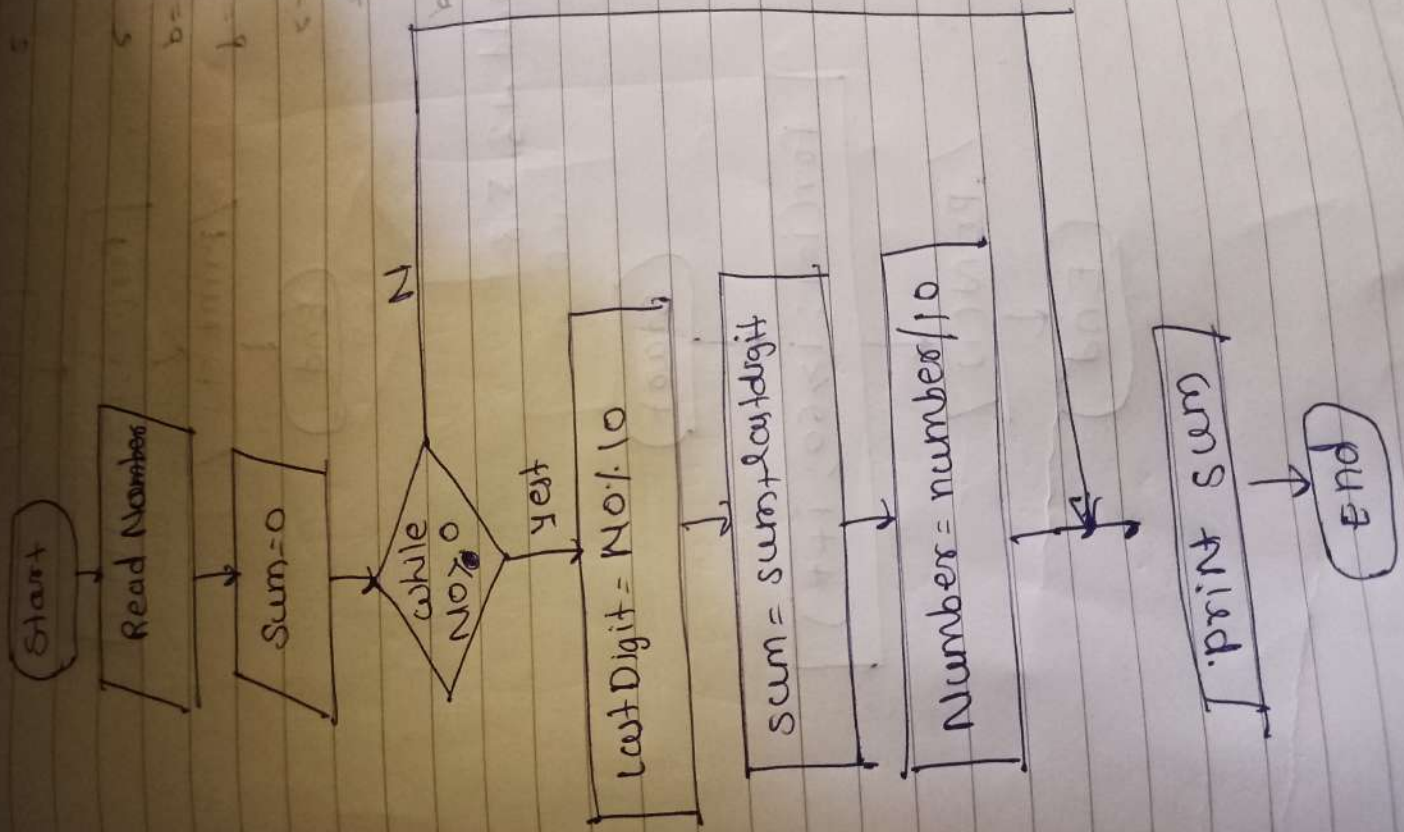 Start
Read Number
Sum=0
while
No>0
N
yes
LastDigit = No%10
sum = sum+lastdigit
Number = number/10
PriNt sum
End